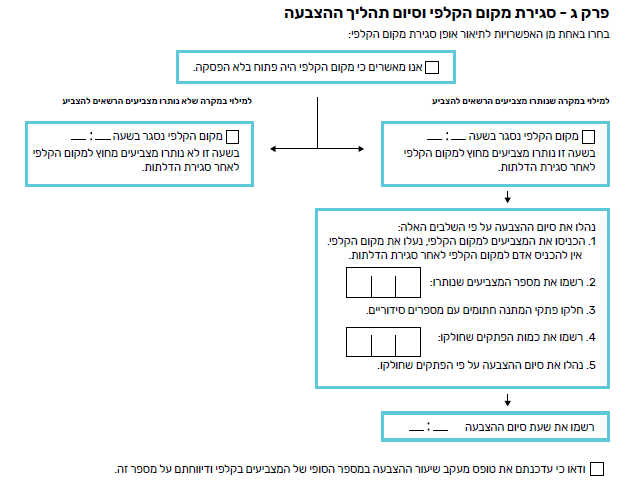 פרק ג - סגירת מקום הקלפי וסיום תהליך ההצבעה
בחרו באחת מן האפשרויות לתיאור אופן סגירת מקום הקלפי:
אנו מאשרים כי מקום הקלפי היה פתוח בלא הפסקה.
למילוי במקרה שנותרו מצביעים הרשאים להצביע
מקום הקלפי נסגר בשעה __ : __
בשעה זו נותרו מצביעים מחוץ למקום הקלפי
לאחר סגירת הדלתות.
למילוי במקרה שלא נותרו מצביעים הרשאים להצביע
מקום הקלפי נסגר בשעה __ : __
בשעה זו לא נותרו מצביעים מחוץ למקום הקלפי
לאחר סגירת הדלתות.
נהלו את סיום ההצבעה על פי השלבים האלה:
1. הכניסו את המצביעים למקום הקלפי, נעלו את מקום הקלפי.
אין להכניס אדם למקום הקלפי לאחר סגירת הדלתות.
2. רשמו את מספר המצביעים שנותרו:
3. חלקו פתקי המתנה חתומים עם מספרים סידוריים.
4. רשמו את כמות הפתקים שחולקו:
5. נהלו את סיום ההצבעה על פי הפתקים שחולקו.
רשמו את שעת סיום ההצבעה __ : __
ודאו כי עדכנתם את טופס מעקב שיעור ההצבעה במספר הסופי של המצביעים בקלפי ודיווחתם על מספר זה.